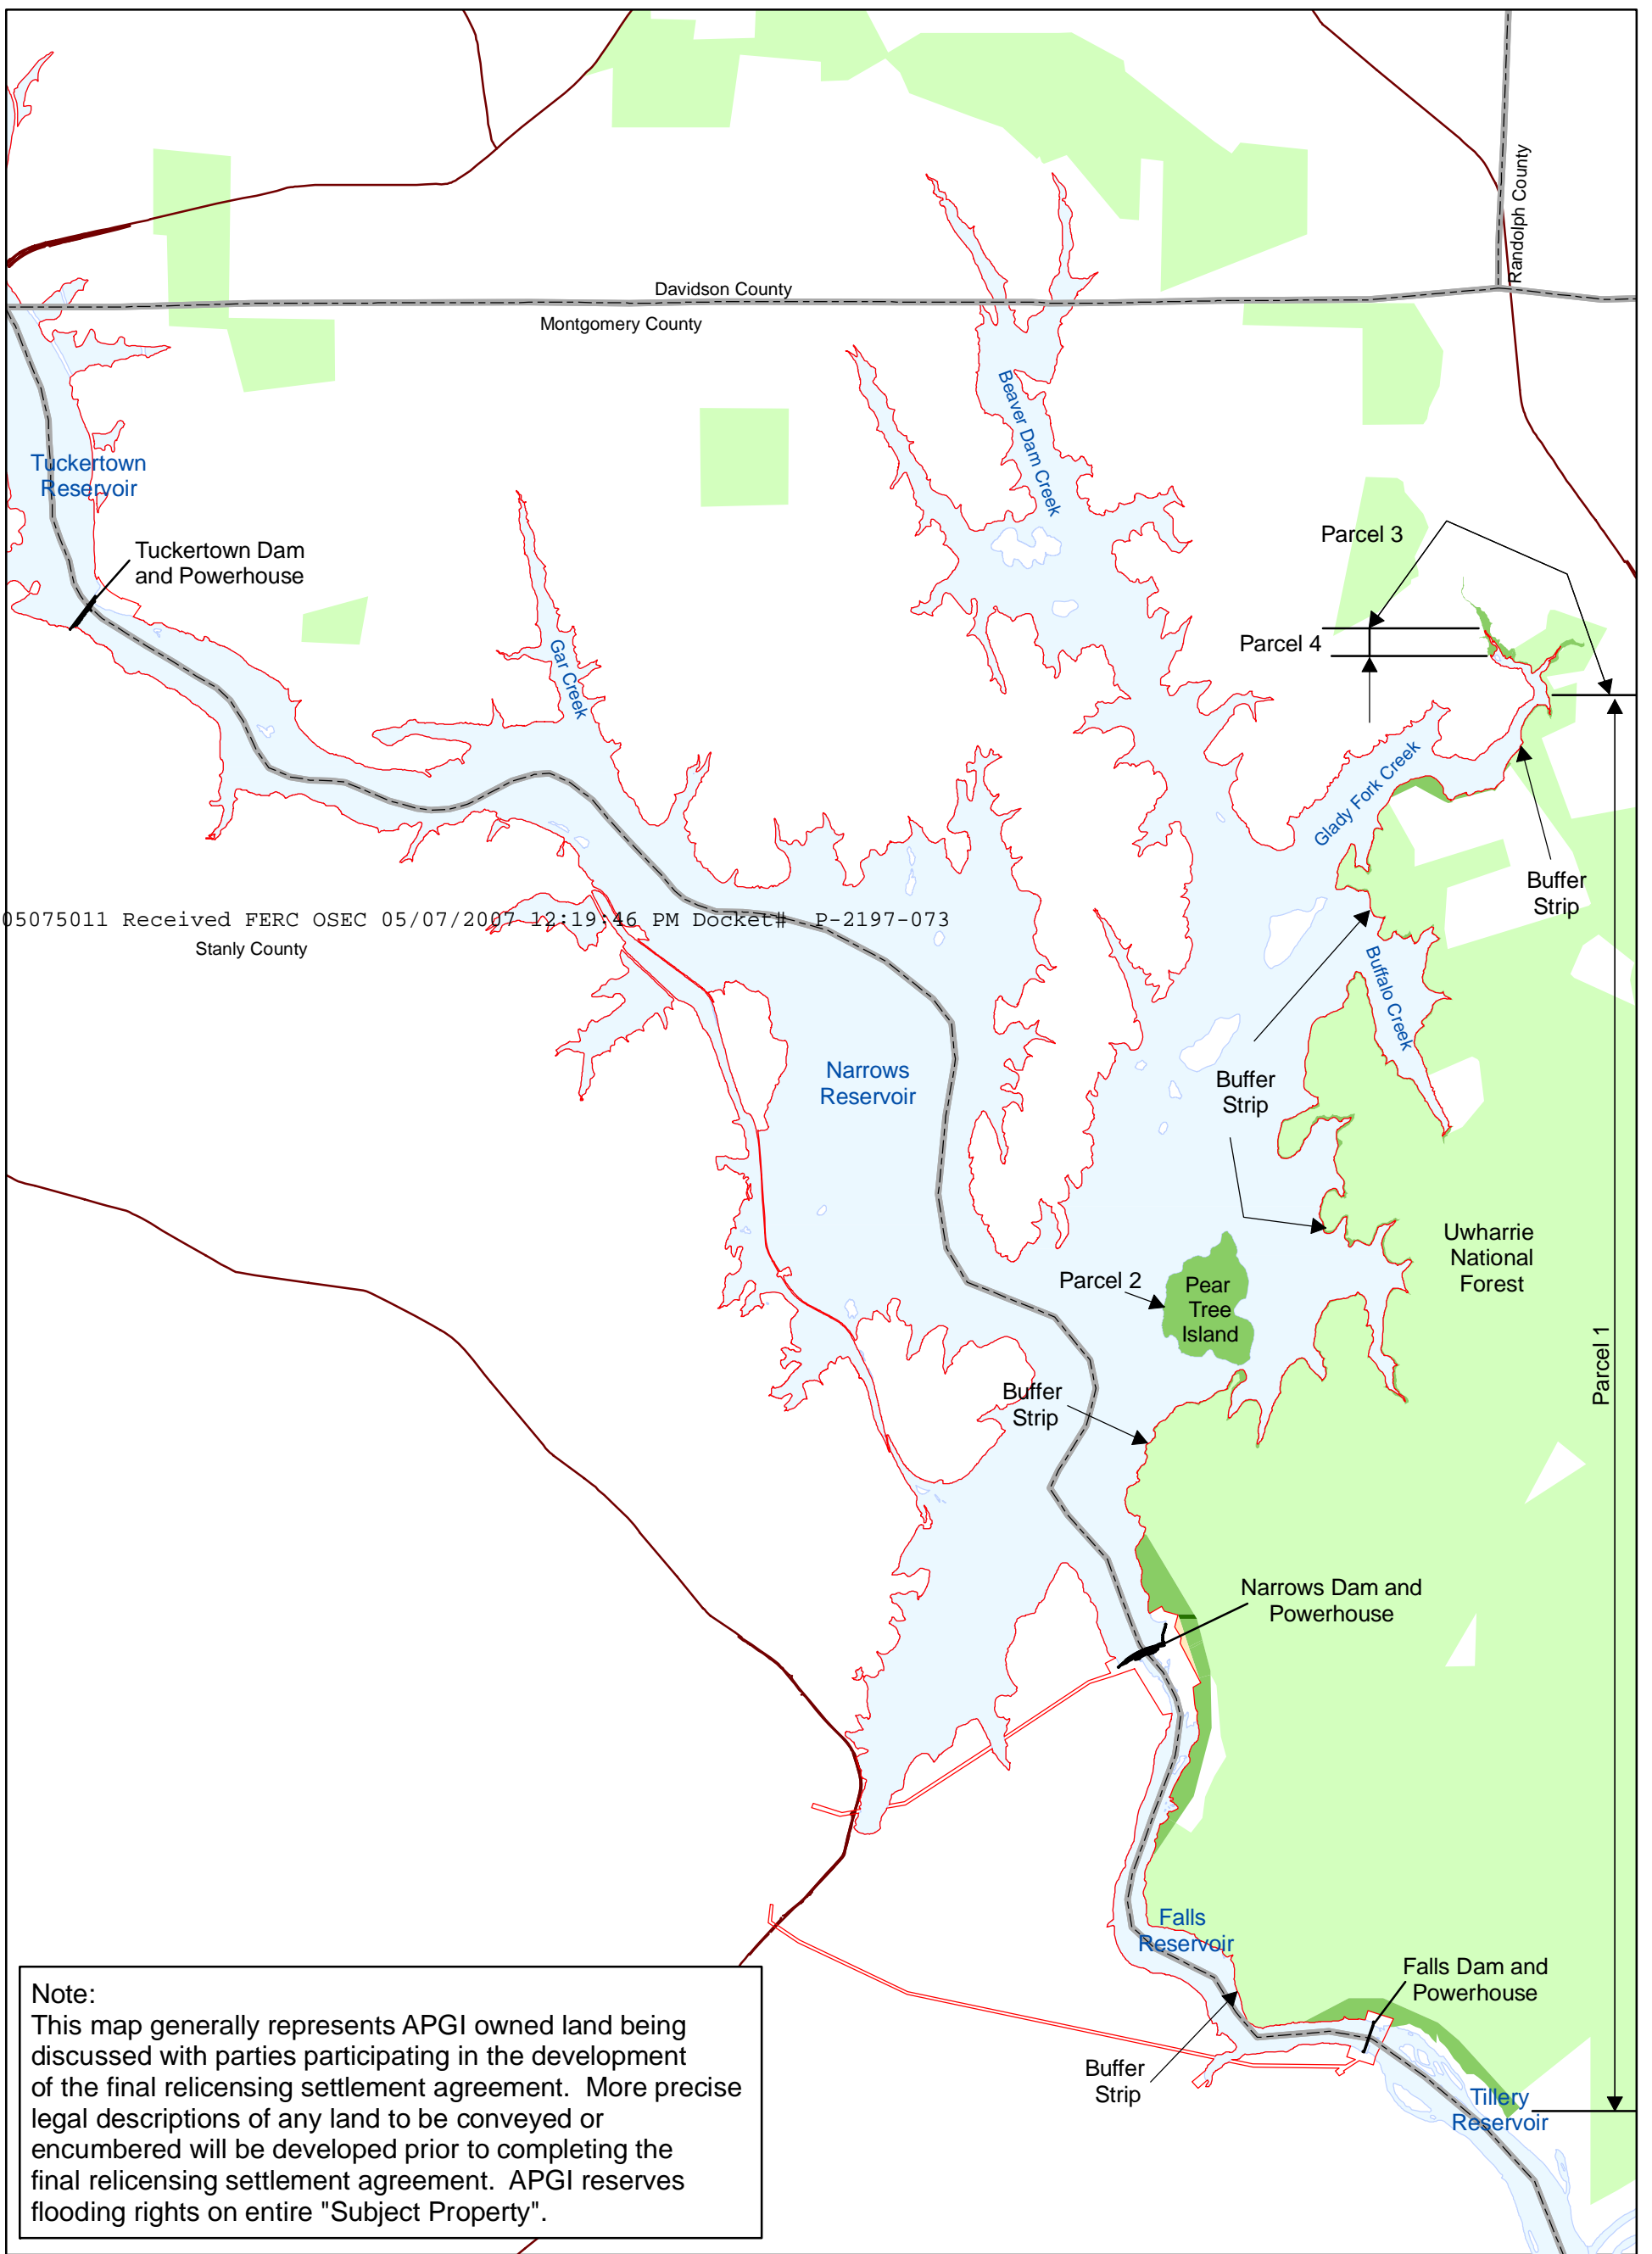 Randolph County
Davidson County
Montgomery County
Beaver Dam Creek
Tuckertown
Reservoir
Tuckertown Dam
and Powerhouse
Parcel 3
Parcel 4
Gar Creek
Glady Fork Creek
Buffer
Strip
05075011 Received FERC OSEC 05/07/2007 12:19:46 PM Docket# P-2197-073
Stanly County
Buffalo Creek
Narrows
Reservoir
Buffer
Strip
Uwharrie
National
Forest
Parcel 2
Pear
Tree
Island
Parcel 1
Buffer
Strip
Narrows Dam and
Powerhouse
Falls
Reservoir
Falls Dam and
Powerhouse
Buffer
Strip
Tillery
Reservoir
Note:
This map generally represents APGI owned land being
discussed with parties participating in the development
of the final relicensing settlement agreement. More precise
legal descriptions of any land to be conveyed or
encumbered will be developed prior to completing the
final relicensing settlement agreement. APGI reserves
flooding rights on entire "Subject Property".